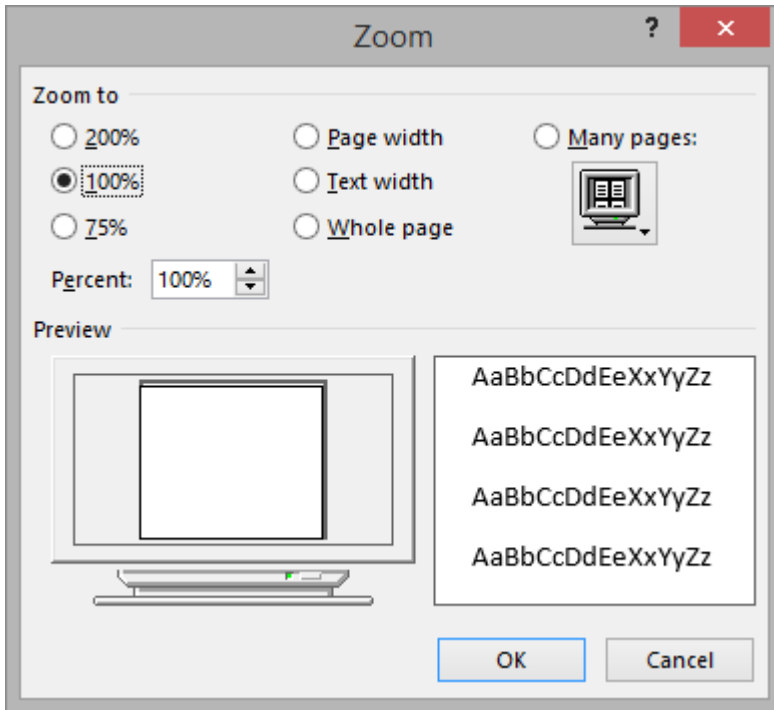 Zoom ?
Zoom to
200% Page width Many pages:
100% Text width
75% Whole page
Percent: 100%
Preview
AaBbCcDdEeXxYyZz
AaBbCcDdEeXxYyZz
AaBbCcDdEeXxYyZz
AaBbCcDdEeXxYyZz
OK Cancel